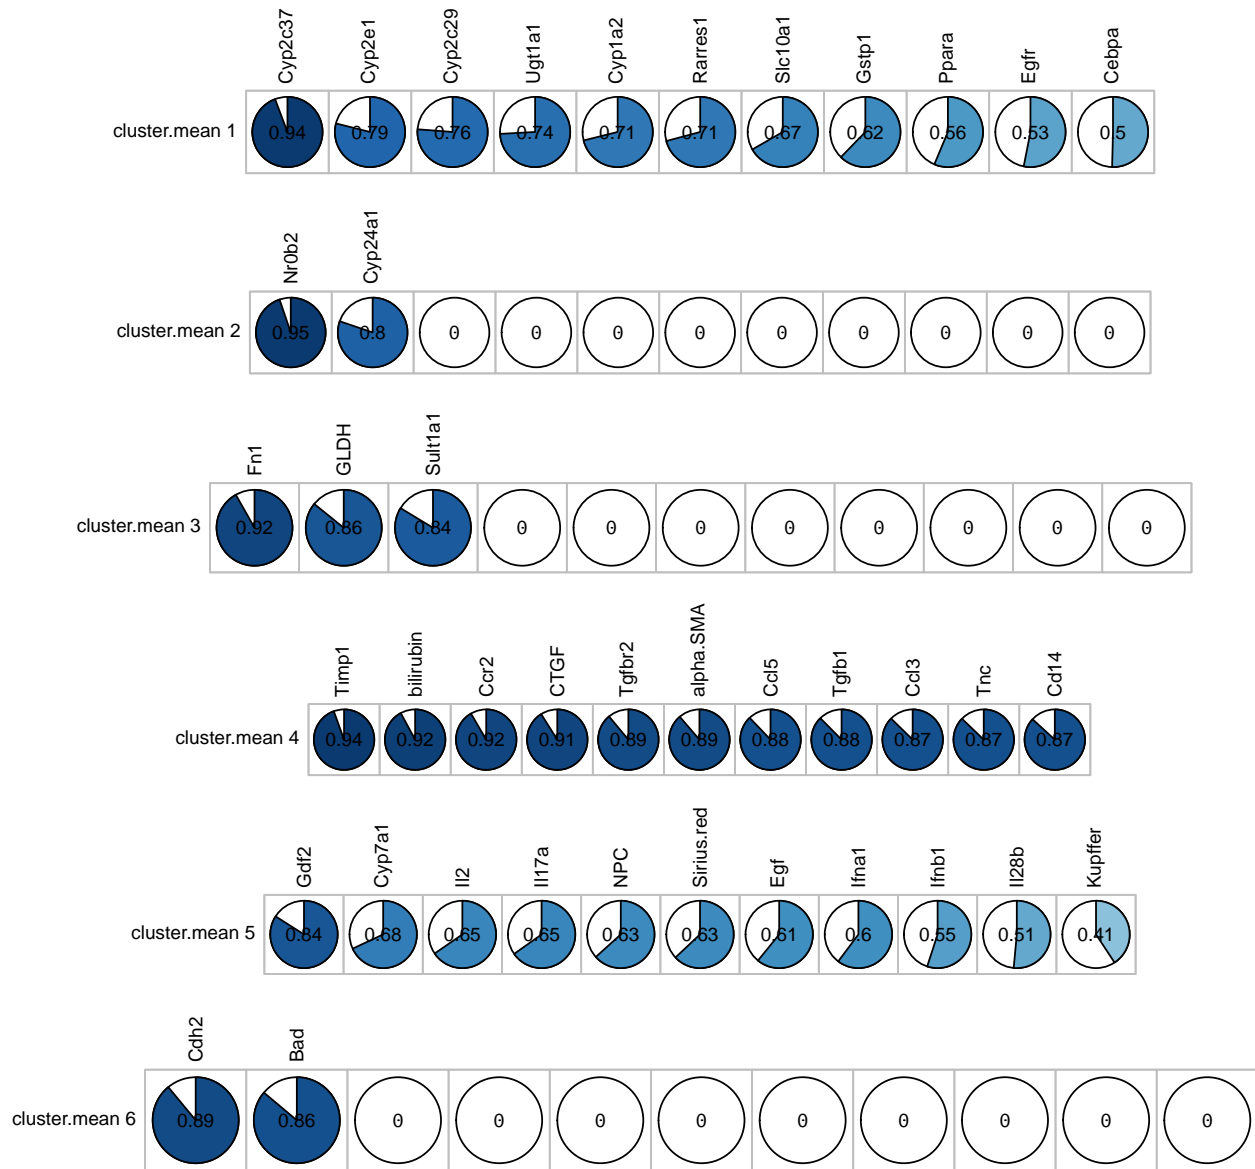 Cyp2c37 Cyp2e1 Cyp2c29 Ugt1a1 Cyp1a2 Rarres1 Slc10a1 Gstp1 Ppara Egfr Cebpa
cluster.mean 1 0.94 0.79 0.76 0.74 0.71 0.71 0.67 0.62 0.56 0.53 0.5
Nr0b2 Cyp24a1
cluster.mean 2 0.95 0.8 0 0 0 0 0 0 0 0 0
Fn1 GLDH Sult1a1
cluster.mean 3 0.92 0.86 0.84 0 0 0 0 0 0 0 0
Timp1 bilirubin Ccr2 CTGF Tgfbr2 alpha.SMA Ccl5 Tgfb1 Ccl3 Tnc Cd14
cluster.mean 4 0.94 0.92 0.92 0.91 0.89 0.89 0.88 0.88 0.87 0.87 0.87
Gdf2 Cyp7a1 Il2 Il17a NPC Sirius.red Egf Ifna1 Ifnb1 Il28b Kupffer
cluster.mean 5 0.84 0.68 0.65 0.65 0.63 0.63 0.61 0.6 0.55 0.51 0.41
Cdh2 Bad
cluster.mean 6 0.89 0.86 0 0 0 0 0 0 0 0 0